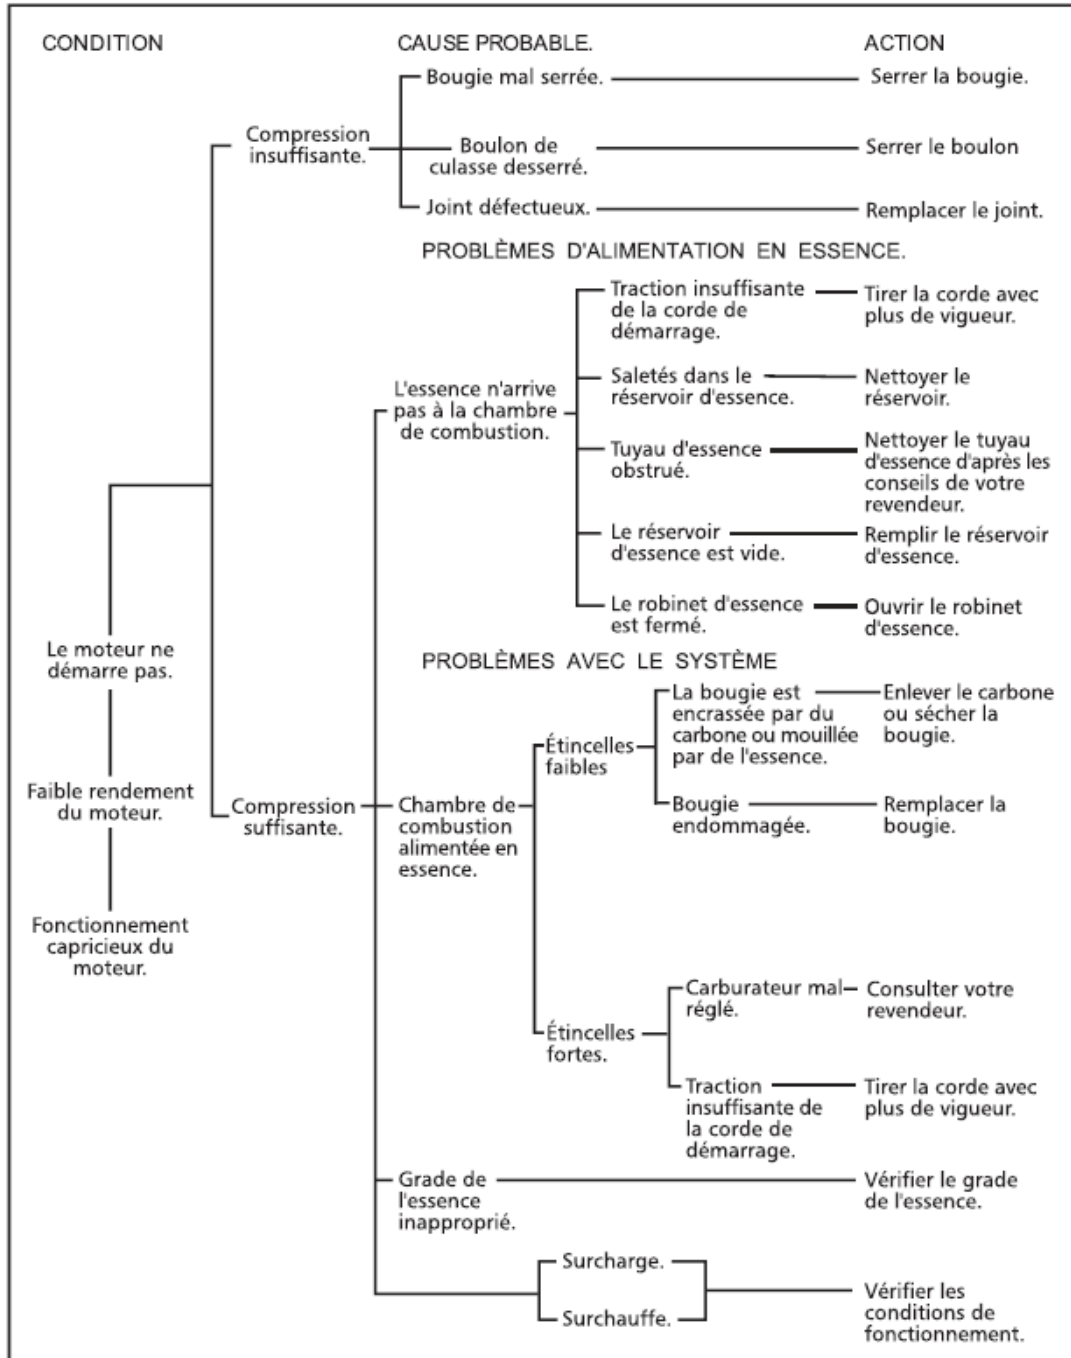 CONDITION
CAUSE PROBABLE.
ACTION
Bougie mal serrée.
Serrer la bougie.
Compression
insuffisante.
Boulon de
culasse desserré.
Serrer le boulon
Joint défectueux.
Remplacer le joint.
PROBLÈMES D'ALIMENTATION EN ESSENCE.
Traction insuffisante
de la corde de
démarrage.
Tirer la corde avec
plus de vigueur.
L'essence n'arrive
pas à la chambre
de combustion.
Saletés dans le
réservoir d'essence.
Nettoyer le
réservoir.
Tuyau d'essence
obstrué.
Nettoyer le tuyau
d'essence d'après les
conseils de votre
revendeur.
Le réservoir
d'essence est vide.
Remplir le réservoir
d'essence.
Le robinet d'essence
est fermé.
Ouvrir le robinet
d'essence.
Le moteur ne
démarre pas.
PROBLÈMES AVEC LE SYSTÈME
La bougie est
encrassée par du
carbone ou mouillée
par de l'essence.
Enlever le carbone
ou sécher la
bougie.
Étincelles
faibles
Faible rendement
du moteur.
Compression
suffisante.
Chambre de
combustion
alimentée en
essence.
Bougie
endommagée.
Remplacer la
bougie.
Fonctionnement
capricieux du
moteur.
Carburateur mal
réglé.
Consulter votre
revendeur.
Étincelles
fortes.
Traction
insuffisante de
la corde de
démarrage.
Tirer la corde avec
plus de vigueur.
Grade de
l'essence
inapproprié.
Vérifier le grade
de l'essence.
Surcharge.
Surchauffe.
Vérifier les
conditions de
fonctionnement.